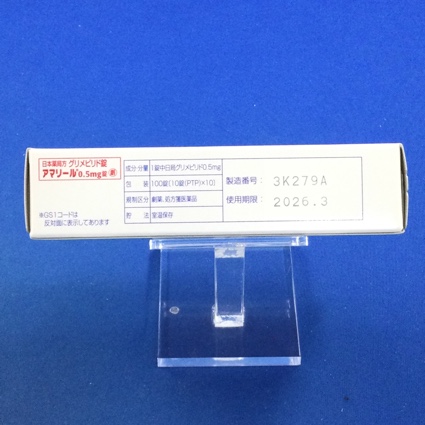 日本薬局方 グリメピリド錠
アマリール® 0.5mg錠 劇
※GS1コードは
反対面に表示してあります
成分・分量 1錠中日局グリメピリド0.5mg
包 装 100錠(10錠(PTP)×10)
規制区分 劇薬、処方箋医薬品
貯 法 室温保存
製造番号: 3K279A
使用期限: 2026.3